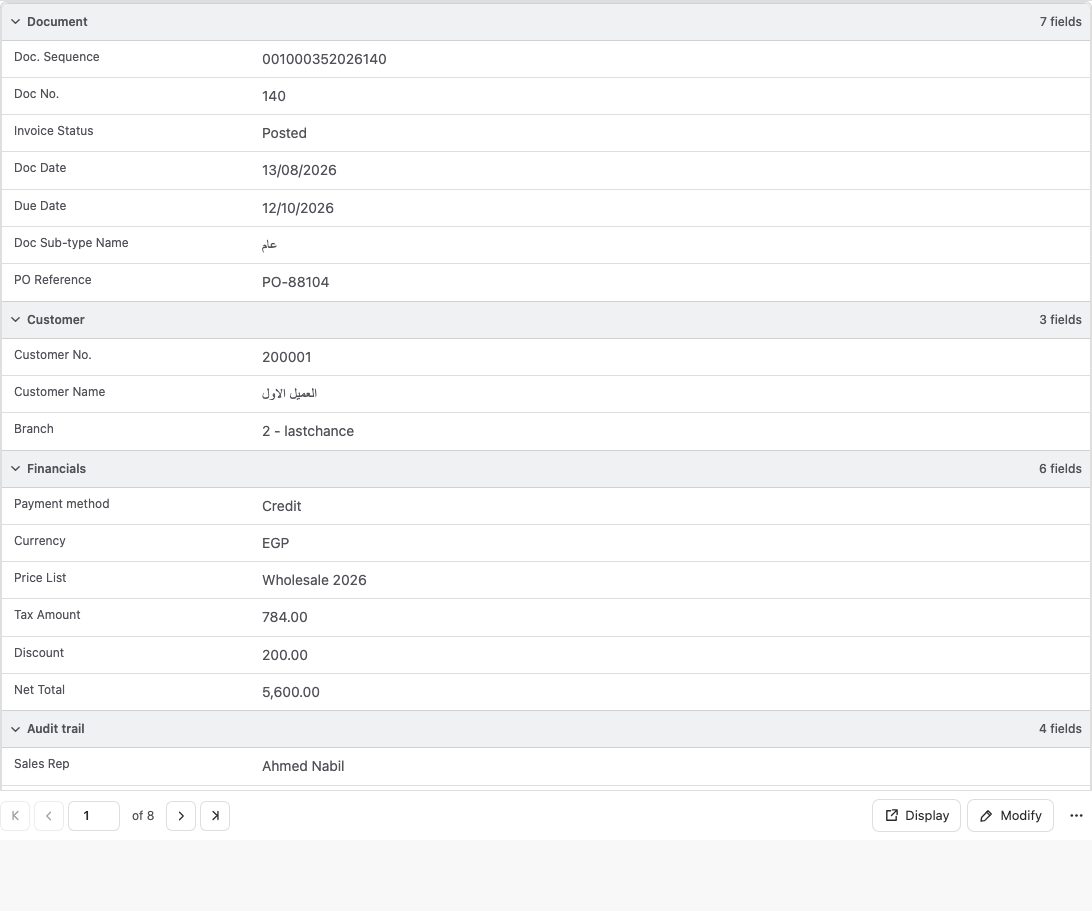 Document 7 fields
Doc. Sequence 001000352026140
Doc No. 140
Invoice Status Posted
Doc Date 13/08/2026
Due Date 12/10/2026
Doc Sub-type Name عام
PO Reference PO-88104
Customer 3 fields
Customer No. 200001
Customer Name العميل الاول
Branch 2 - lastchance
Financials 6 fields
Payment method Credit
Currency EGP
Price List Wholesale 2026
Tax Amount 784.00
Discount 200.00
Net Total 5,600.00
Audit trail 4 fields
Sales Rep Ahmed Nabil
1 of 8 Display Modify